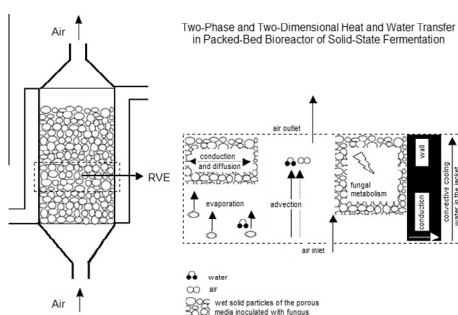 Two-Phase and Two-Dimensional Heat and Water Transfer
in Packed-Bed Bioreactor of Solid-State Fermentation
Air
RVE
Air
air outlet
conduction
and diffusion
evaporation
advection
fungal
metabolism
air inlet
wall
conduction
convective cooling
water in the jacket
water
air
wet solid particles of the porous
media inoculated with fungous